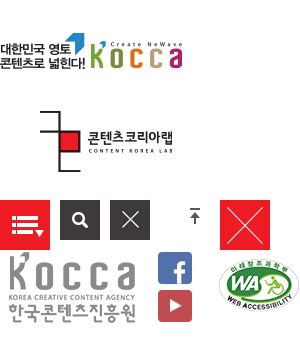 대한민국 영토
콘텐츠로 넓힌다!
Create NeWave
Kocca
콘텐츠코리아랩
CONTENT KOREA LAB
Kocca
KOREA CREATIVE CONTENT AGENCY
한국콘텐츠진흥원
f
미래창조과학부
WA
WEB ACCESSIBILITY